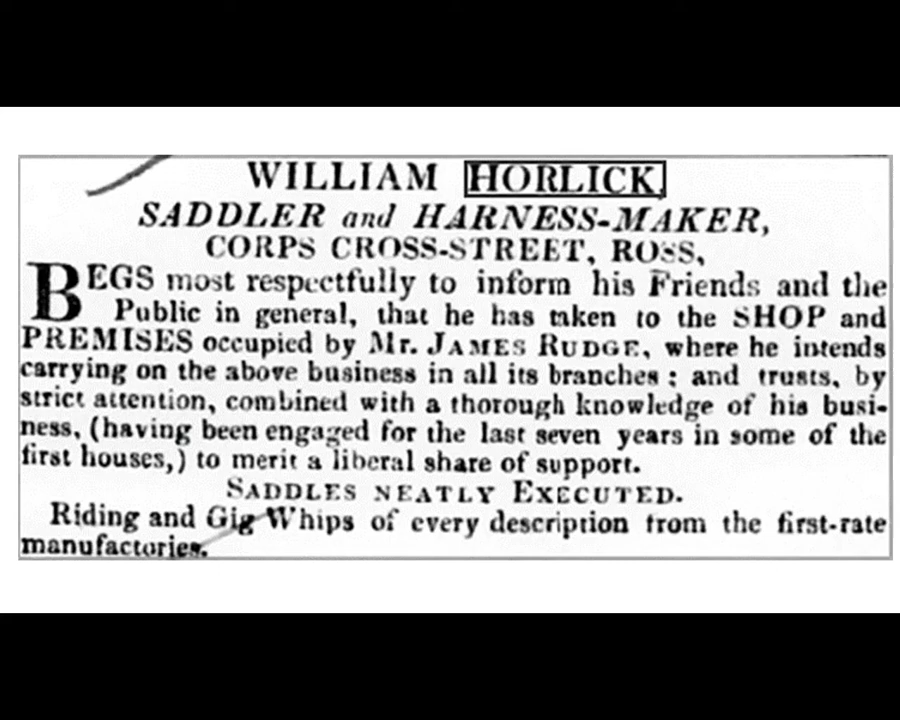 WILLIAM HORLICK,
SADDLER and HARNESS-MAKER,
CORPS CROSS-STREET, ROSS,
BEGS most respectfully to inform his Friends and the
Public in general, that he has taken to the SHOP and
PREMISES occupied by Mr. JAMES RUDGE, where he intends
carrying on the above business in all its branches ; and trusts, by
strict attention, combined with a thorough knowledge of his busi-
ness, (having been engaged for the last seven years in some of the
first houses,) to merit a liberal share of support.
SADDLES NEATLY EXECUTED.
Riding and Gig Whips of every description from the first-rate
manufactories.